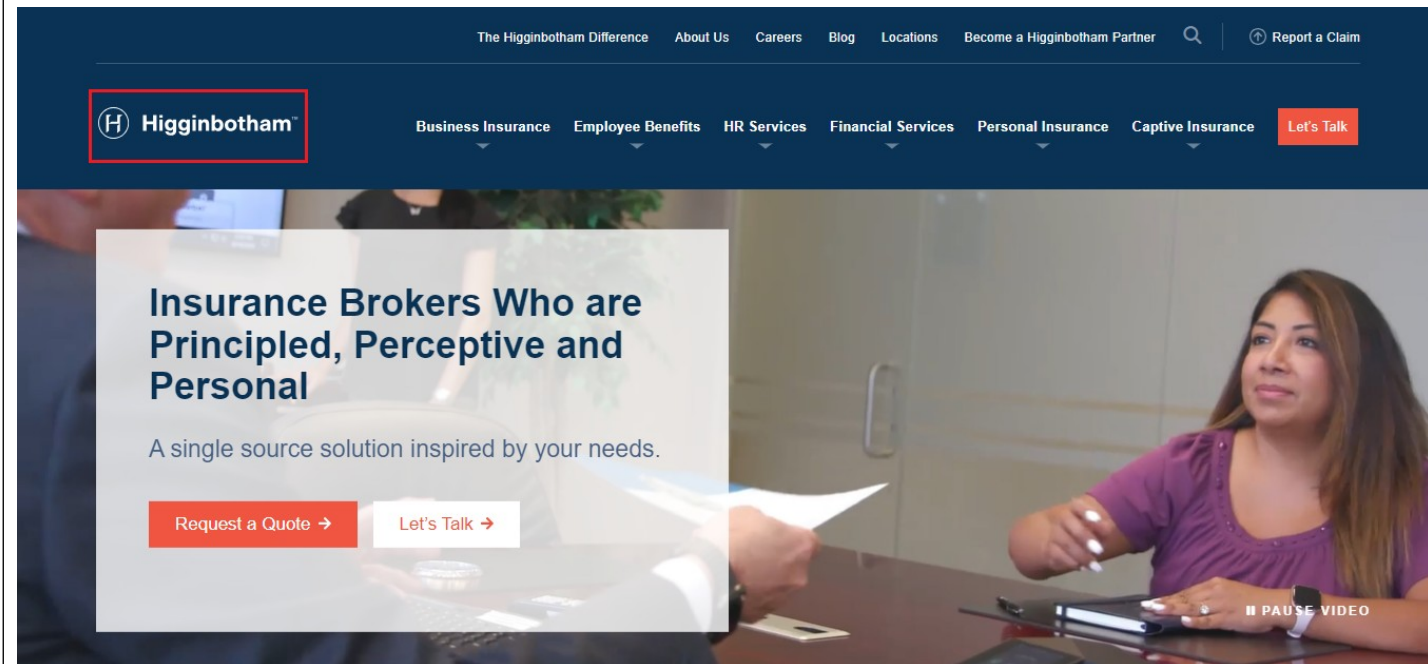 The Higginbotham Difference About Us Careers Blog Locations Become a Higginbotham Partner Report a Claim
Higginbotham™
Business Insurance Employee Benefits HR Services Financial Services Personal Insurance Captive Insurance Let's Talk
Insurance Brokers Who are
Principled, Perceptive and
Personal
A single source solution inspired by your needs.
Request a Quote → Let's Talk →
PAUSE VIDEO